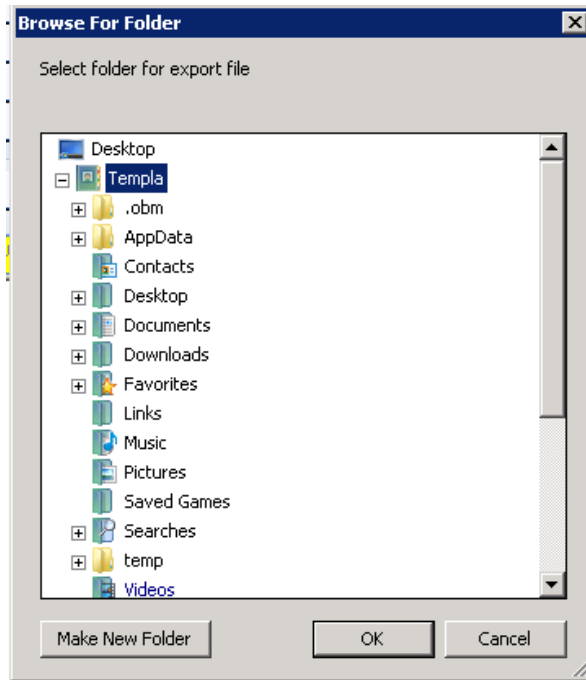 Browse For Folder
Select folder for export file
Desktop
Templa
.obm
AppData
Contacts
Desktop
Documents
Downloads
Favorites
Links
Music
Pictures
Saved Games
Searches
temp
Videos
Make New Folder
OK
Cancel